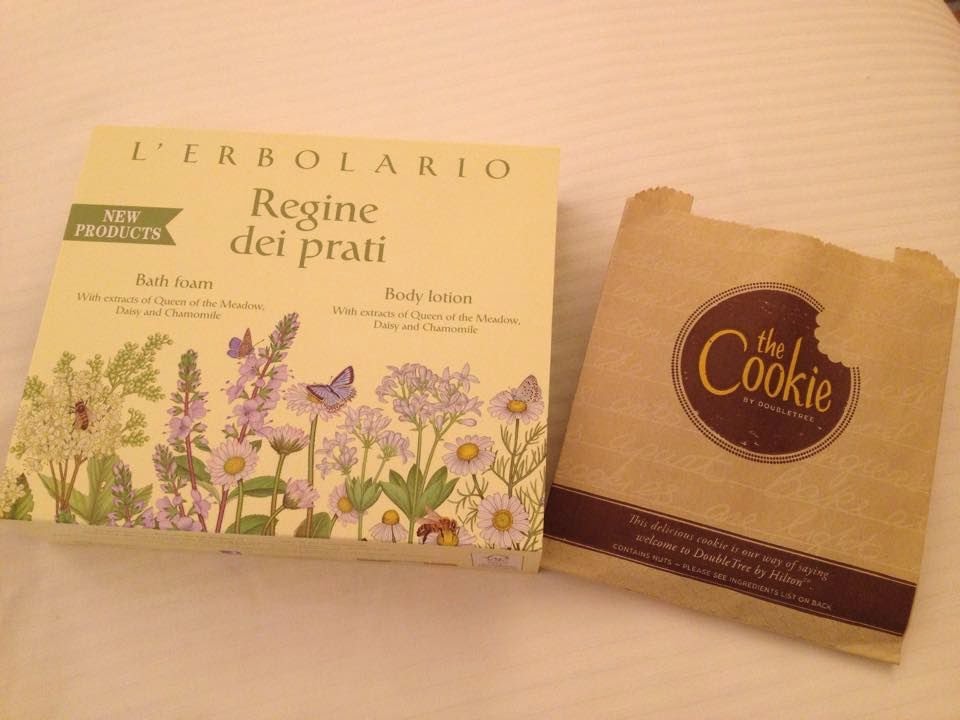 L'ERBOLARIO
Regine
dei prati
NEW
PRODUCTS
Bath foam
With extracts of Queen of the Meadow,
Daisy and Chamomile
Body lotion
With extracts of Queen of the Meadow,
Daisy and Chamomile
the
Cookie
BY DOUBLETREE
This delicious cookie is our way of saying
welcome to DoubleTree by Hilton™
CONTAINS NUTS – PLEASE SEE INGREDIENTS LIST ON BACK